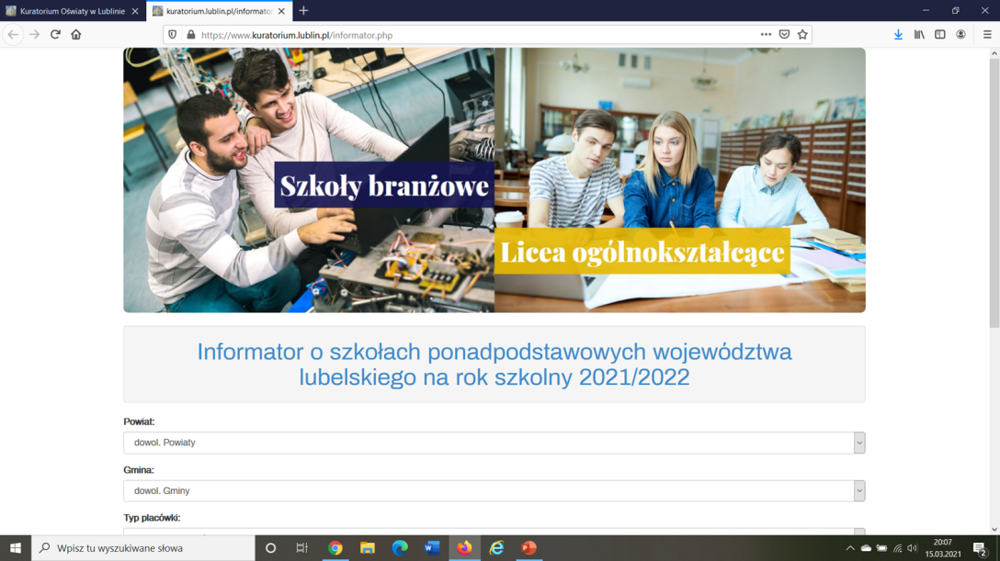 Kuratorium Oświaty w Lublinie
kuratorium.lublin.pl/informator
https://www.kuratorium.lublin.pl/informator.php
Szkoły branżowe
Licea ogólnokształcące
Informator o szkołach ponadpodstawowych województwa
lubelskiego na rok szkolny 2021/2022
Powiat:
dowol. Powiaty
Gmina:
dowol. Gminy
Typ placówki:
Wpisz tu wyszukiwane słowa
20:07
15.03.2021
2